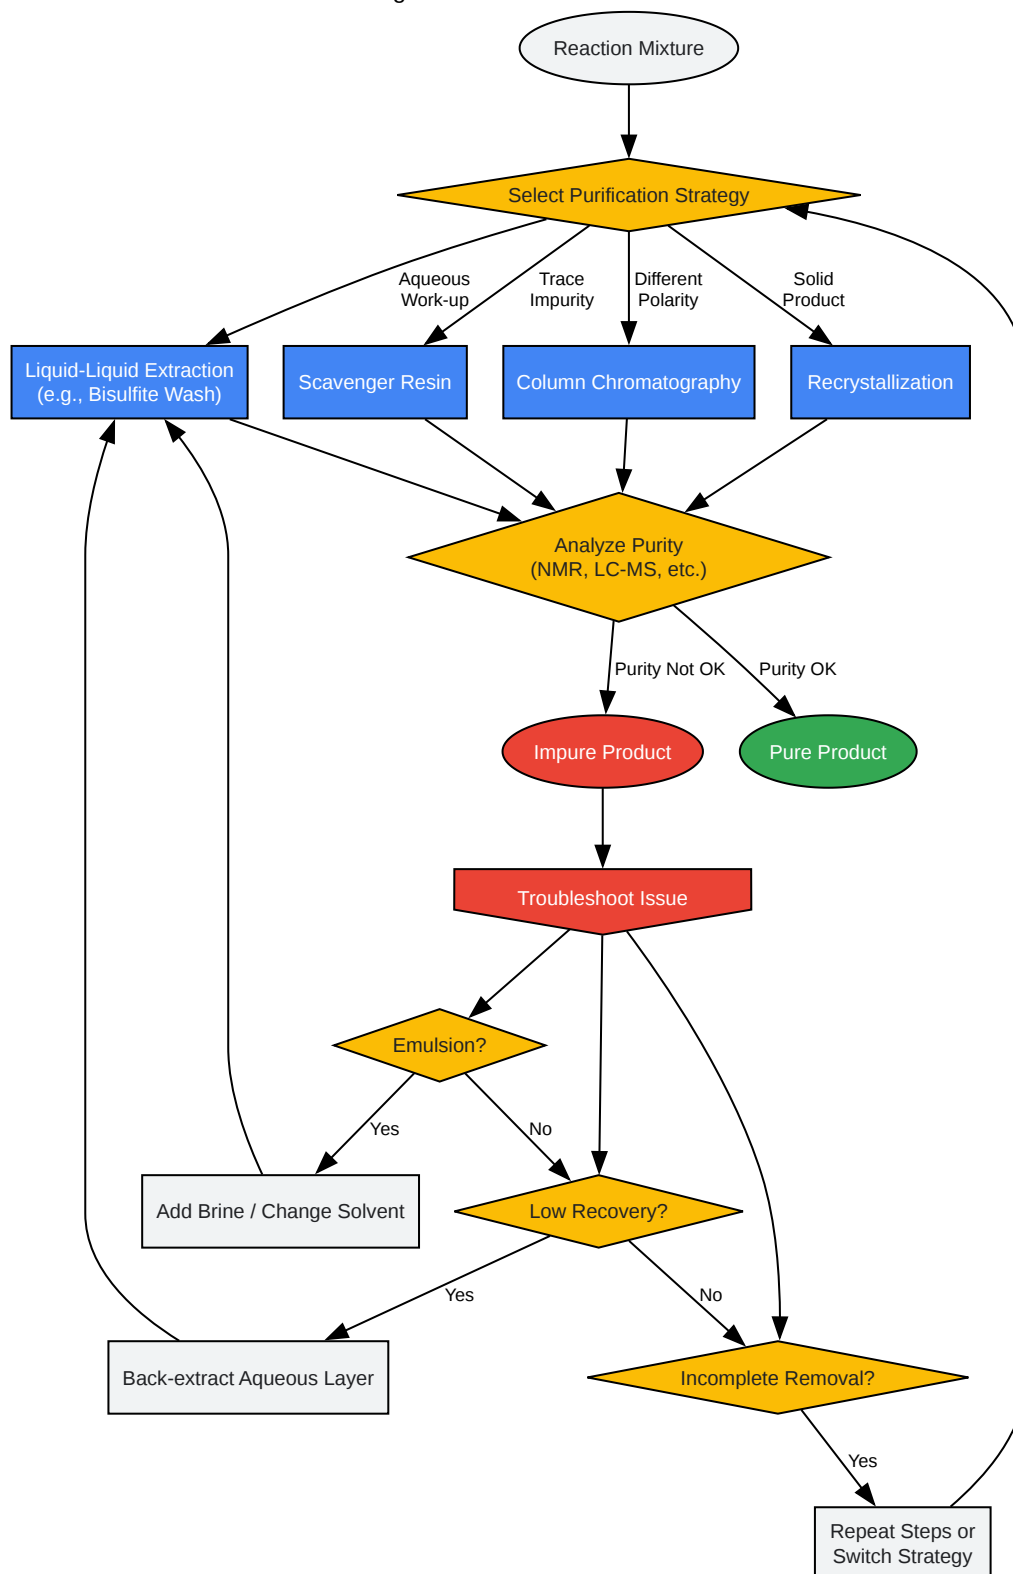 Reaction Mixture
Select Purification Strategy
Aqueous
Work-up
Trace
Impurity
Different
Polarity
Solid
Product
Liquid-Liquid Extraction
(e.g., Bisulfite Wash)
Scavenger Resin
Column Chromatography
Recrystallization
Analyze Purity
(NMR, LC-MS, etc.)
Purity Not OK
Purity OK
Impure Product
Pure Product
Troubleshoot Issue
Emulsion?
Yes
No
Add Brine / Change Solvent
Low Recovery?
Yes
No
Back-extract Aqueous Layer
Incomplete Removal?
Yes
Repeat Steps or
Switch Strategy